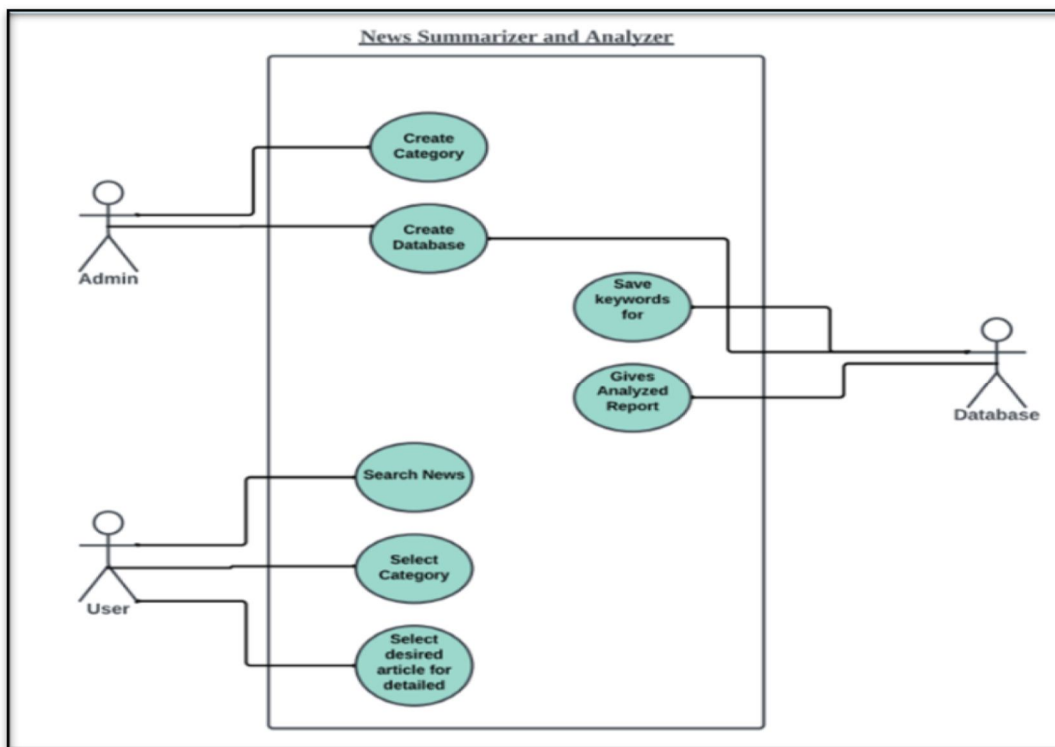 News Summarizer and Analyzer
Create
Category
Create
Database
Admin
Save
keywords
for
Gives
Analyzed
Report
Database
Search News
Select
Category
User
Select
desired
article for
detailed